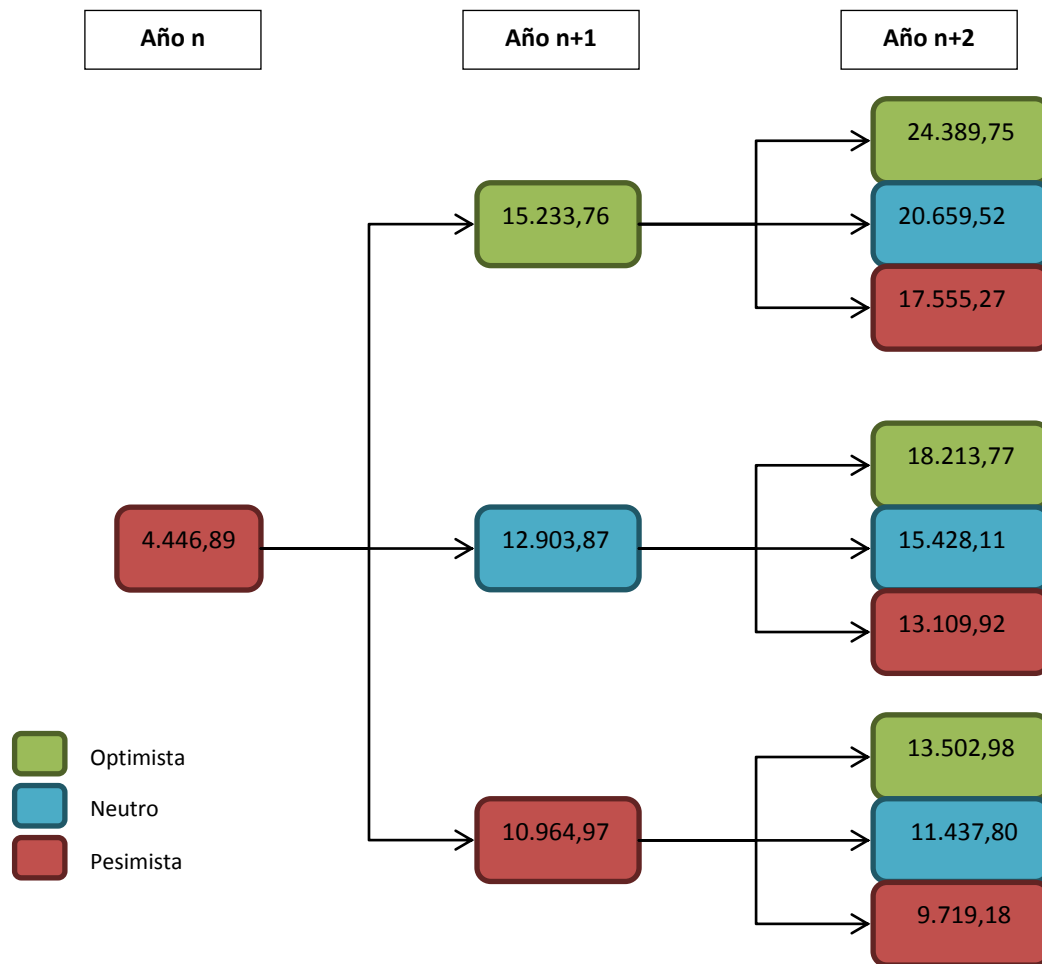 Año n
Año n+1
Año n+2
24.389,75
15.233,76
20.659,52
17.555,27
18.213,77
4.446,89
12.903,87
15.428,11
13.109,92
Optimista
13.502,98
Neutro
10.964,97
11.437,80
Pesimista
9.719,18